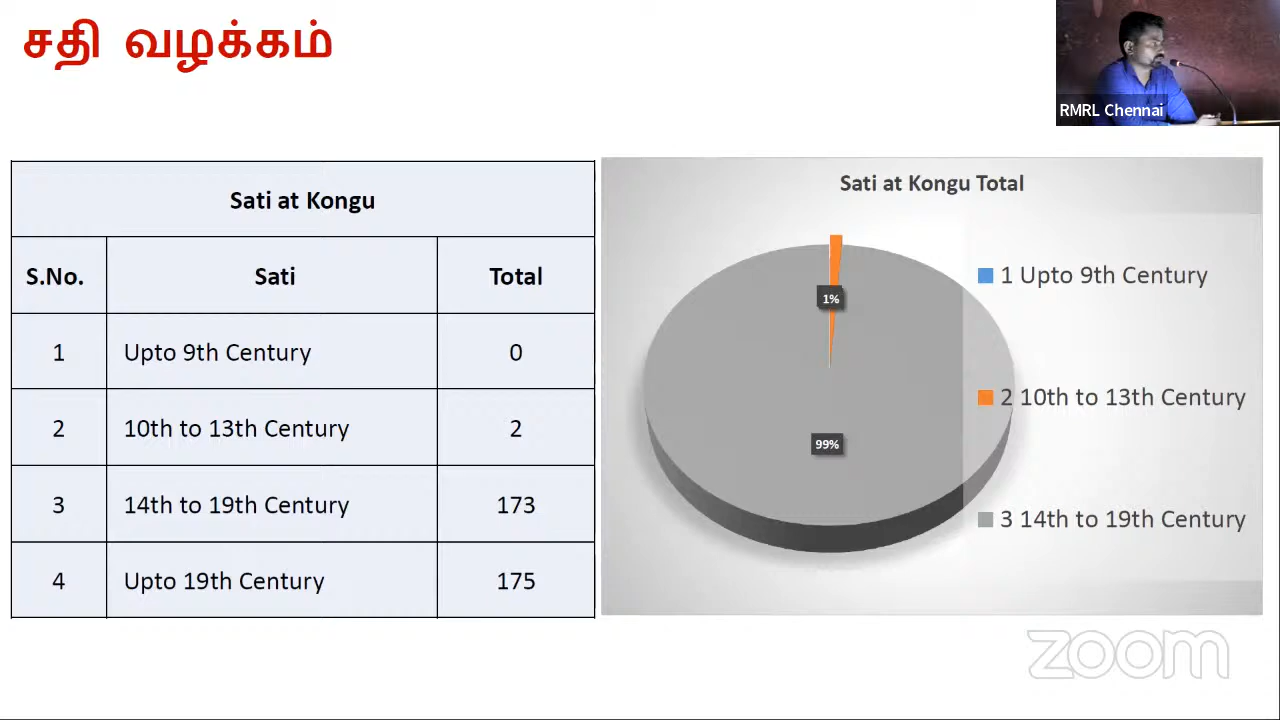 சதி வழக்கம்
RMRL Chennai
Sati at Kongu
S.No. Sati Total
1 Upto 9th Century 0
2 10th to 13th Century 2
3 14th to 19th Century 173
4 Upto 19th Century 175
Sati at Kongu Total
1%
99%
1 Upto 9th Century
2 10th to 13th Century
3 14th to 19th Century
zoom